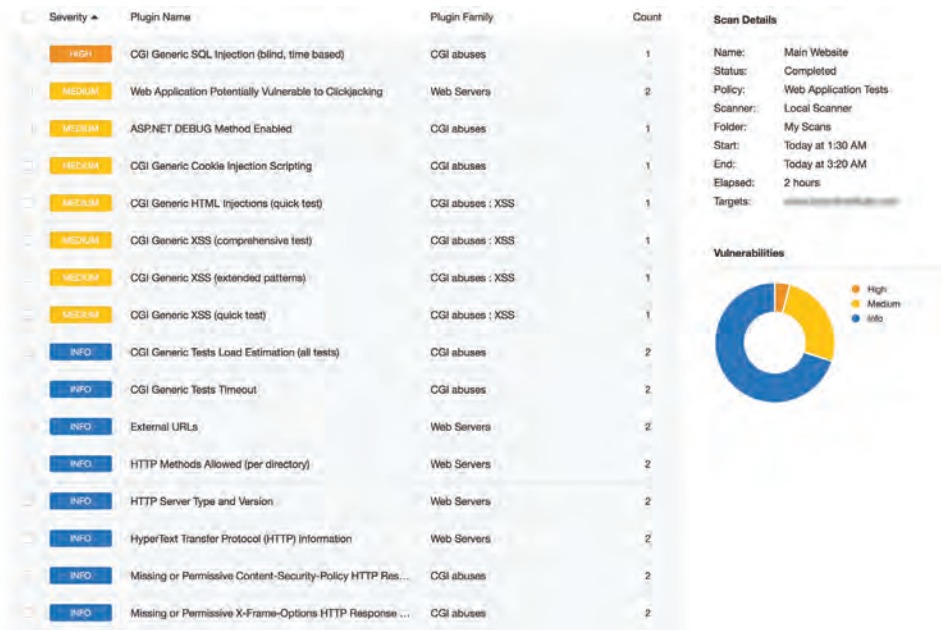 Severity Plugin Name Plugin Family Count
HIGH CGI Generic SQL Injection (blind, time based) CGI abuses 1
MEDIUM Web Application Potentially Vulnerable to Clickjacking Web Servers 2
MEDIUM ASP.NET DEBUG Method Enabled CGI abuses 1
MEDIUM CGI Generic Cookie Injection Scripting CGI abuses 1
MEDIUM CGI Generic HTML Injections (quick test) CGI abuses : XSS 1
MEDIUM CGI Generic XSS (comprehensive test) CGI abuses : XSS 1
MEDIUM CGI Generic XSS (extended patterns) CGI abuses : XSS 1
MEDIUM CGI Generic XSS (quick test) CGI abuses : XSS 1
INFO CGI Generic Tests Load Estimation (all tests) CGI abuses 2
INFO CGI Generic Tests Timeout CGI abuses 2
INFO External URLs Web Servers 2
INFO HTTP Methods Allowed (per directory) Web Servers 2
INFO HTTP Server Type and Version Web Servers 2
INFO HyperText Transfer Protocol (HTTP) Information Web Servers 2
INFO Missing or Permissive Content-Security-Policy HTTP Res... CGI abuses 2
INFO Missing or Permissive X-Frame-Options HTTP Response ... CGI abuses 2
Scan Details
Name: Main Website
Status: Completed
Policy: Web Application Tests
Scanner: Local Scanner
Folder: My Scans
Start: Today at 1:30 AM
End: Today at 3:20 AM
Elapsed: 2 hours
Targets:
Vulnerabilities
High
Medium
Info